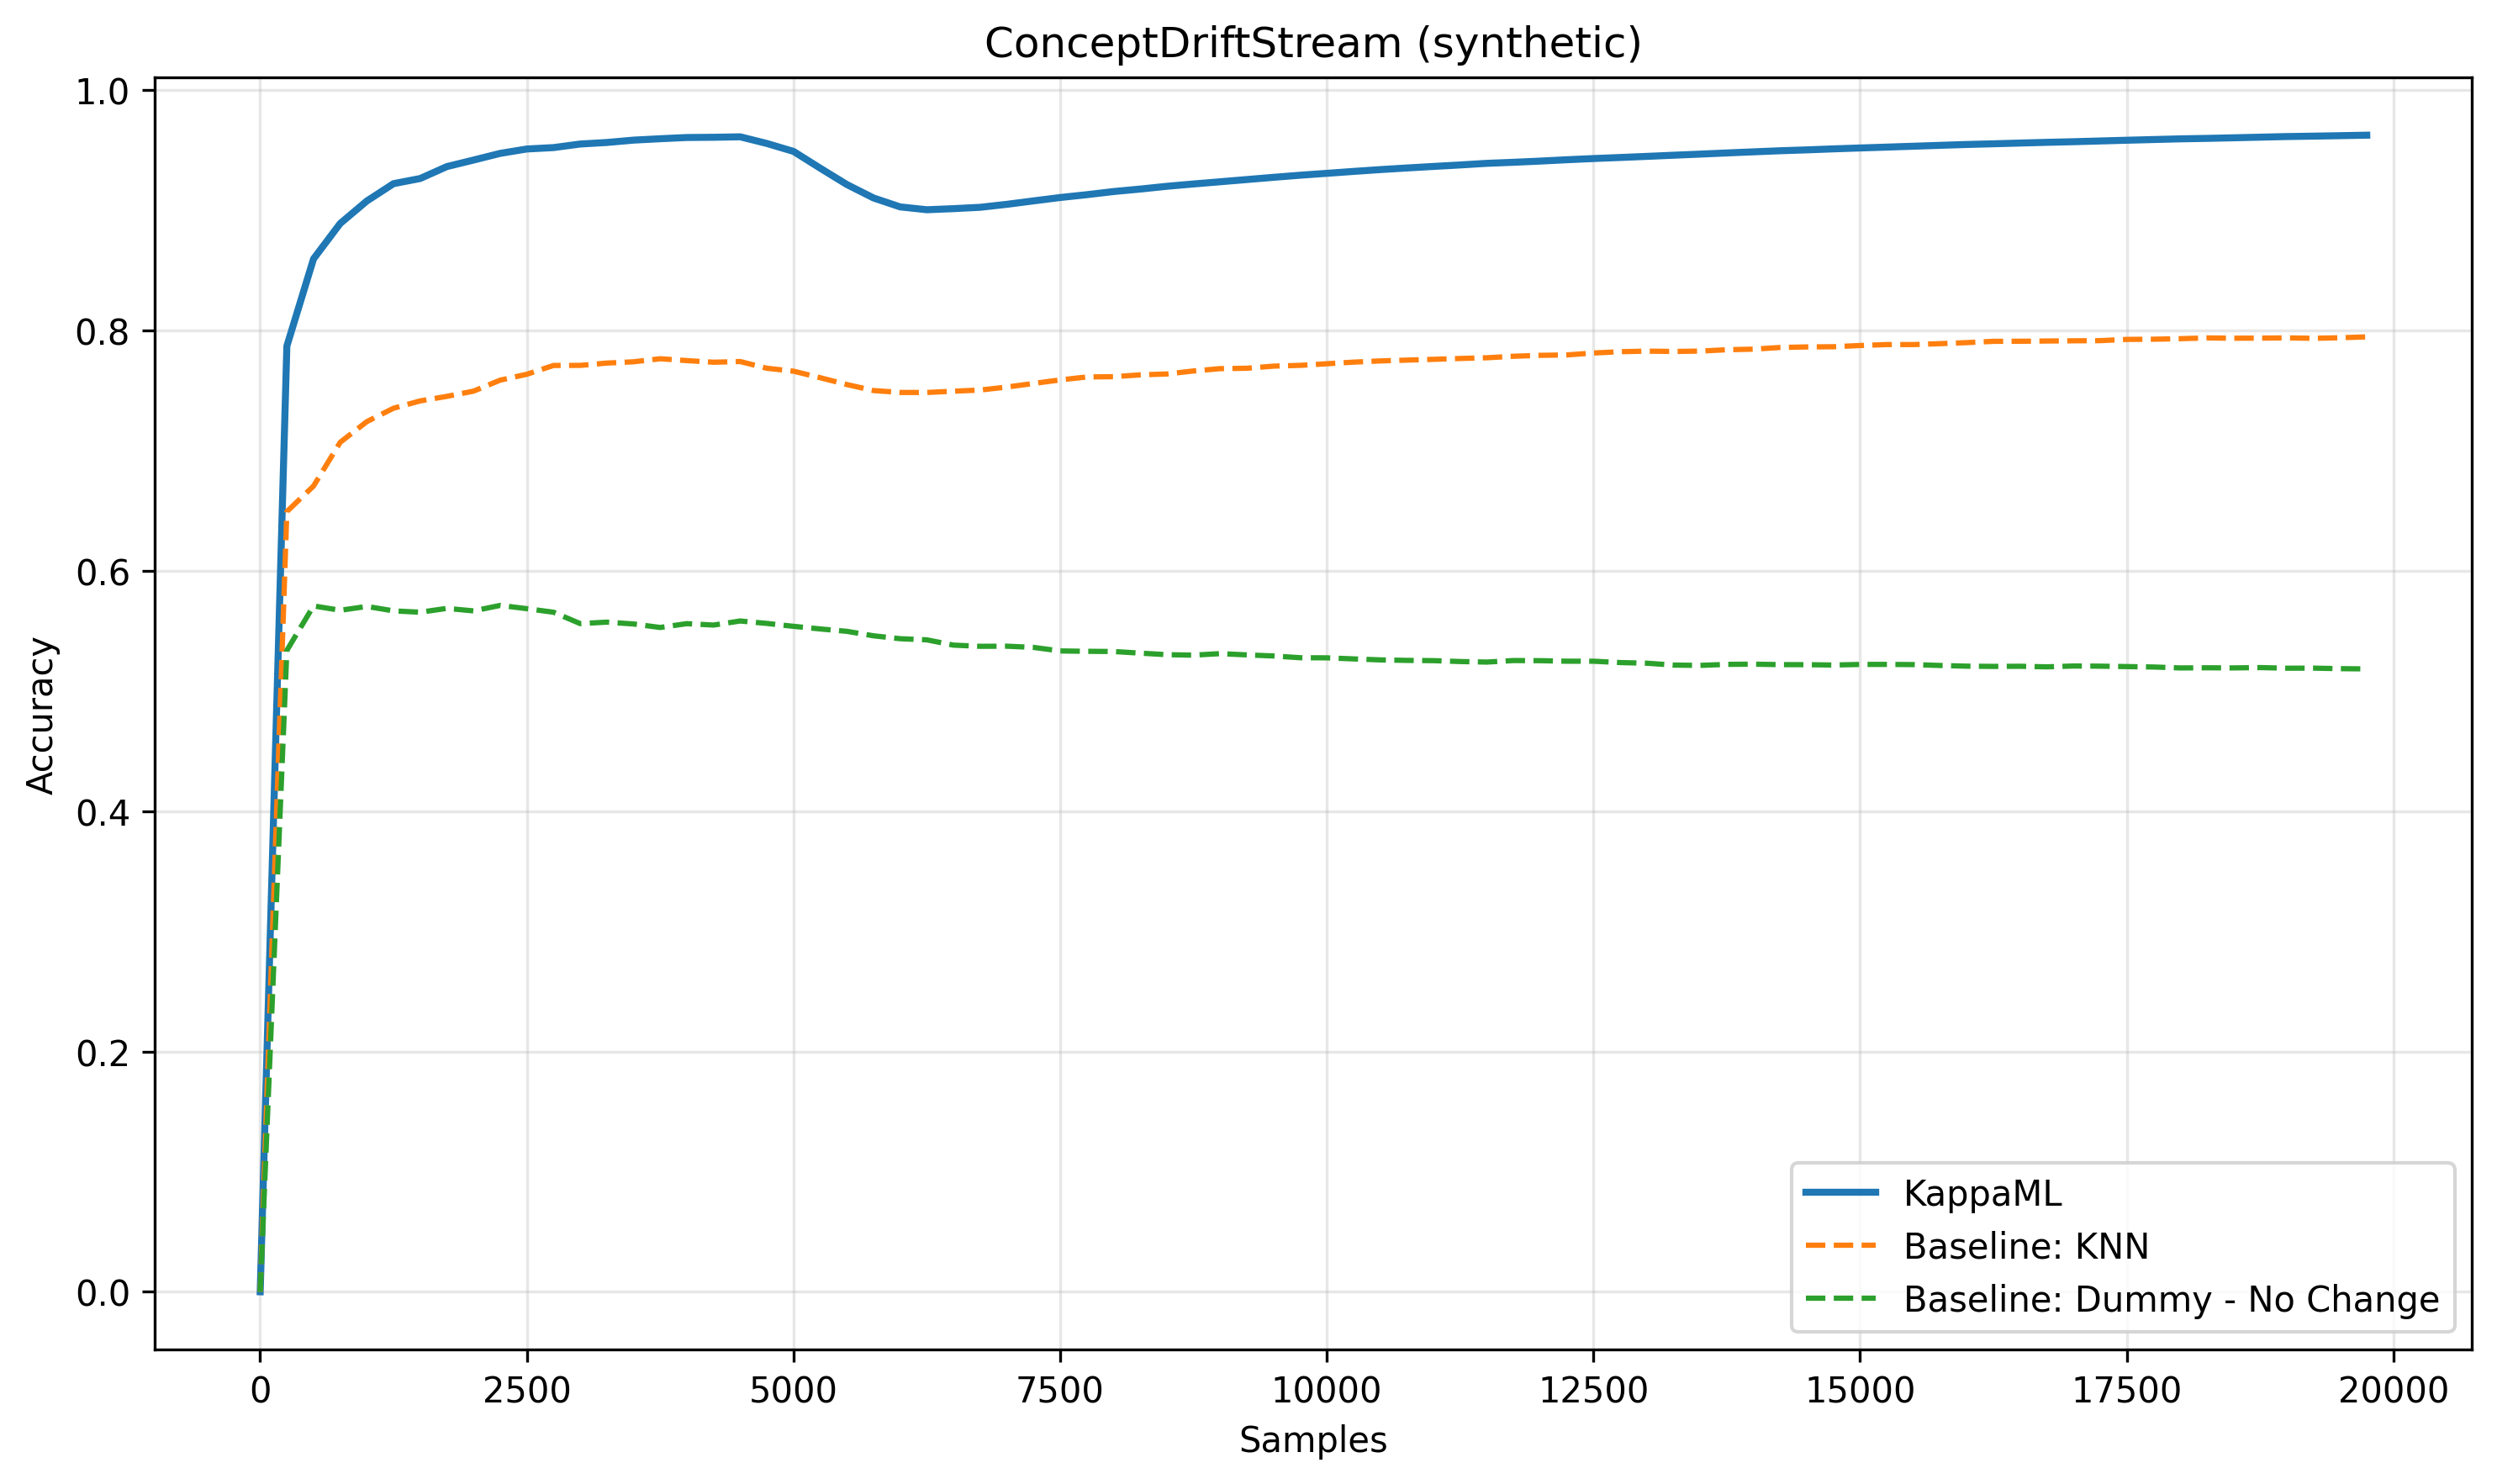 ConceptDriftStream (synthetic)
Accuracy
1.0
0.8
0.6
0.4
0.2
0.0
0 2500 5000 7500 10000 12500 15000 17500 20000
Samples
KappaML
Baseline: KNN
Baseline: Dummy - No Change